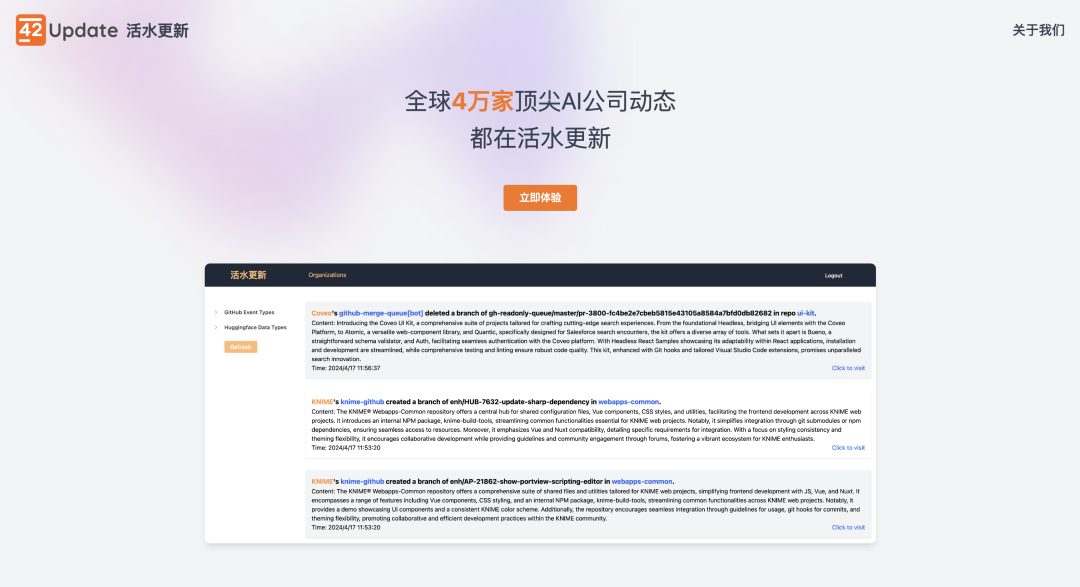 42 Update 活水更新
关于我们
全球4万家顶尖AI公司动态
都在活水更新
立即体验
活水更新
Organizations
Logout
GitHub Event Types
Huggingface Data Types
Refresh
Coveo's github-merge-queue[bot] deleted a branch of gh-readonly-queue/master/pr-3800-fc4be2e7cbeb5815e43105a8584a7bfd0db82682 in repo ui-kit.
Content: Introducing the Coveo UI Kit, a comprehensive suite of projects tailored for crafting cutting-edge search experiences. From the foundational Headless, bridging UI elements with the Coveo
Platform, to Atomic, a versatile web-component library, and Quantic, specifically designed for Salesforce search encounters, the kit offers a diverse array of tools. What sets it apart is Bueno, a
straightforward schema validator, and Auth, facilitating seamless authentication with the Coveo platform. With Headless React Samples showcasing its adaptability within React applications, installation
and development are streamlined, while comprehensive testing and linting ensure robust code quality. This kit, enhanced with Git hooks and tailored Visual Studio Code extensions, promises unparalleled
search innovation.
Time: 2024/4/17 11:56:37
Click to visit
KNIME's knime-github created a branch of enh/HUB-7632-update-sharp-dependency in webapps-common.
Content: The KNIME® Webapps-Common repository offers a central hub for shared configuration files, Vue components, CSS styles, and utilities, facilitating the frontend development across KNIME web
projects. It introduces an internal NPM package, knime-build-tools, streamlining common functionalities essential for KNIME web projects. Notably, it simplifies integration through git submodules or npm
dependencies, ensuring seamless access to resources. Moreover, it emphasizes Vue and Nuxt compatibility, detailing specific requirements for integration. With a focus on styling consistency and
theming flexibility, it encourages collaborative development while providing guidelines and community engagement through forums, fostering a vibrant ecosystem for KNIME enthusiasts.
Time: 2024/4/17 11:53:20
Click to visit
KNIME's knime-github created a branch of enh/AP-21862-show-portview-scripting-editor in webapps-common.
Content: The KNIME® Webapps-Common repository offers a comprehensive suite of shared files and utilities tailored for KNIME web projects, simplifying frontend development with JS, Vue, and Nuxt. It
encompasses a range of features including Vue components, CSS styling, and an internal NPM package, knime-build-tools, streamlining common functionalities across KNIME web projects. Notably, it
provides a demo showcasing UI components and a consistent KNIME color scheme. Additionally, the repository encourages seamless integration through guidelines for usage, git hooks for commits, and
theming flexibility, promoting collaborative and efficient development practices within the KNIME community.
Time: 2024/4/17 11:53:20
Click to visit